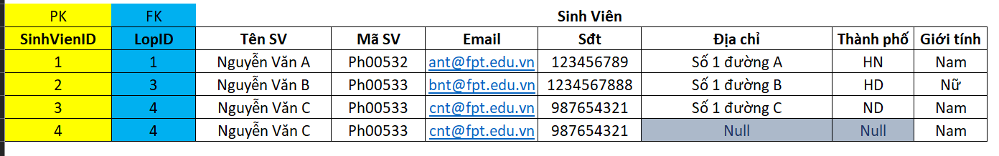 PK FK Sinh Viên
SinhVienID LopID Tên SV Mã SV Email Sđt Địa chỉ Thành phố Giới tính
1 1 Nguyễn Văn A Ph00532 ant@fpt.edu.vn 123456789 Số 1 đường A HN Nam
2 3 Nguyễn Văn B Ph00533 bnt@fpt.edu.vn 1234567888 Số 1 đường B HD Nữ
3 4 Nguyễn Văn C Ph00533 cnt@fpt.edu.vn 987654321 Số 1 đường C ND Nam
4 4 Nguyễn Văn C Ph00533 cnt@fpt.edu.vn 987654321 Null Null Nam